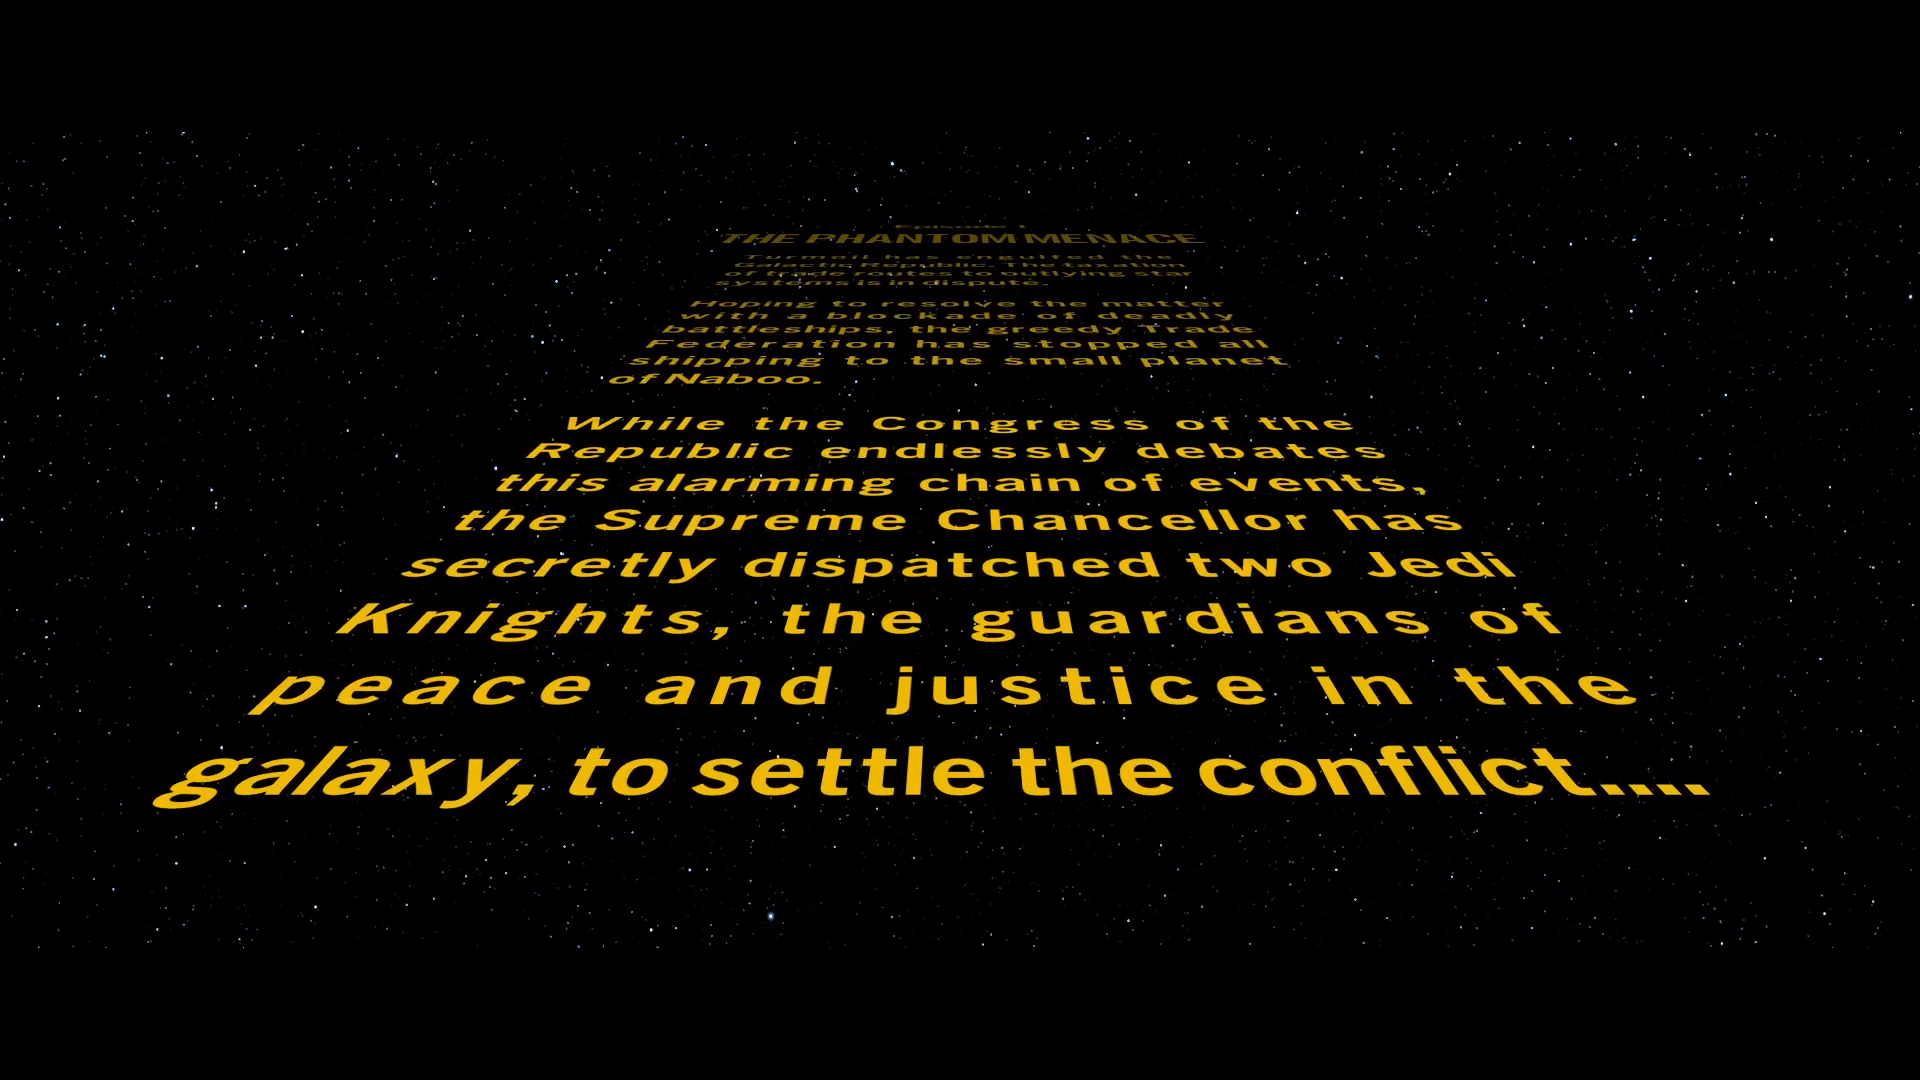 Episode I
THE PHANTOM MENACE
Turmoil has engulfed the
Galactic Republic. The taxation
of trade routes to outlying star
systems is in dispute.
Hoping to resolve the matter
with a blockade of deadly
battleships, the greedy Trade
Federation has stopped all
shipping to the small planet
of Naboo.
While the Congress of the
Republic endlessly debates
this alarming chain of events,
the Supreme Chancellor has
secretly dispatched two Jedi
Knights, the guardians of
peace and justice in the
galaxy, to settle the conflict....